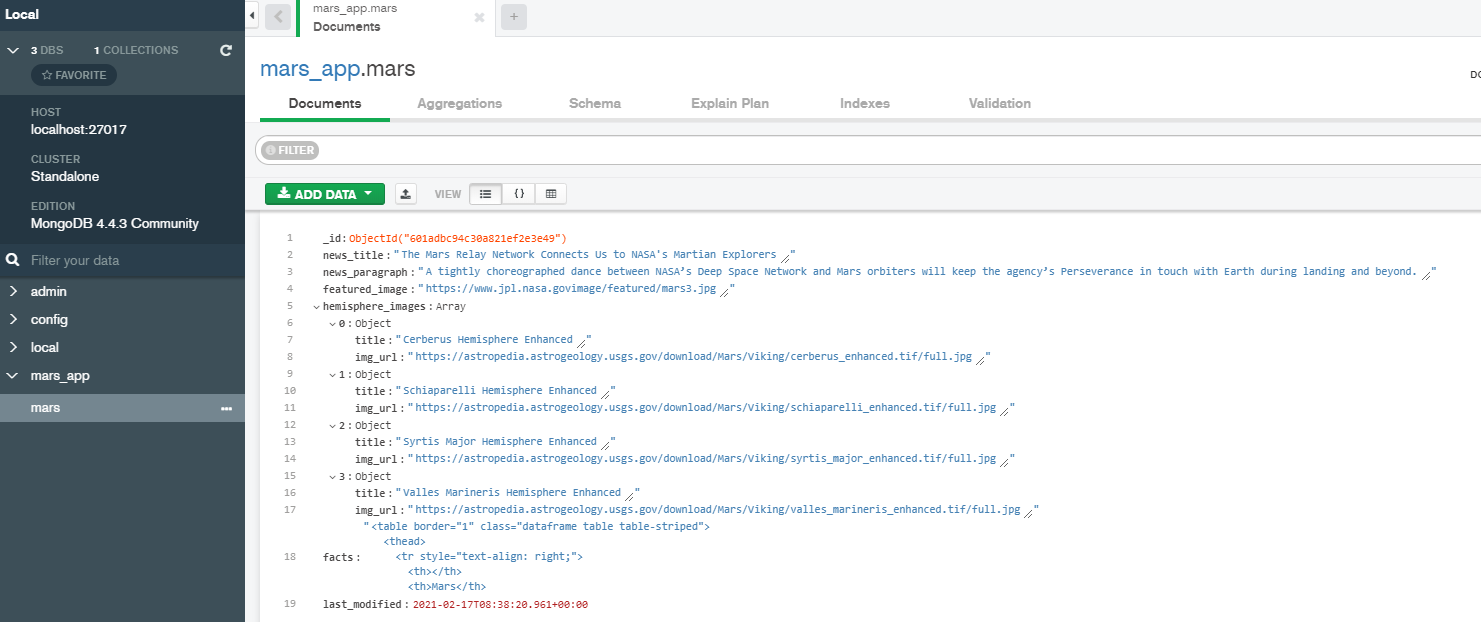 Local
3 DBS 1 COLLECTIONS
FAVORITE
HOST
localhost:27017
CLUSTER
Standalone
EDITION
MongoDB 4.4.3 Community
Filter your data
admin
config
local
mars_app
mars
mars_app.mars
Documents
mars_app.mars
DO
Documents Aggregations Schema Explain Plan Indexes Validation
FILTER
ADD DATA VIEW {}
1 _id: ObjectId("601adbc94c30a821ef2e3e49")
2 news_title: "The Mars Relay Network Connects Us to NASA's Martian Explorers"
3 news_paragraph: "A tightly choreographed dance between NASA’s Deep Space Network and Mars orbiters will keep the agency’s Perseverance in touch with Earth during landing and beyond."
4 featured_image: "https://www.jpl.nasa.govimage/featured/mars3.jpg"
5 hemisphere_images: Array
6 0: Object
7 title: "Cerberus Hemisphere Enhanced"
8 img_url: "https://astropedia.astrogeology.usgs.gov/download/Mars/Viking/cerberus_enhanced.tif/full.jpg"
9 1: Object
10 title: "Schiaparelli Hemisphere Enhanced"
11 img_url: "https://astropedia.astrogeology.usgs.gov/download/Mars/Viking/schiaparelli_enhanced.tif/full.jpg"
12 2: Object
13 title: "Syrtis Major Hemisphere Enhanced"
14 img_url: "https://astropedia.astrogeology.usgs.gov/download/Mars/Viking/syrtis_major_enhanced.tif/full.jpg"
15 3: Object
16 title: "Valles Marineris Hemisphere Enhanced"
17 img_url: "https://astropedia.astrogeology.usgs.gov/download/Mars/Viking/valles_marineris_enhanced.tif/full.jpg"
"<table border="1" class="dataframe table table-striped">
<thead>
18 facts: <tr style="text-align: right;">
<th></th>
<th>Mars</th>
19 last_modified: 2021-02-17T08:38:20.961+00:00